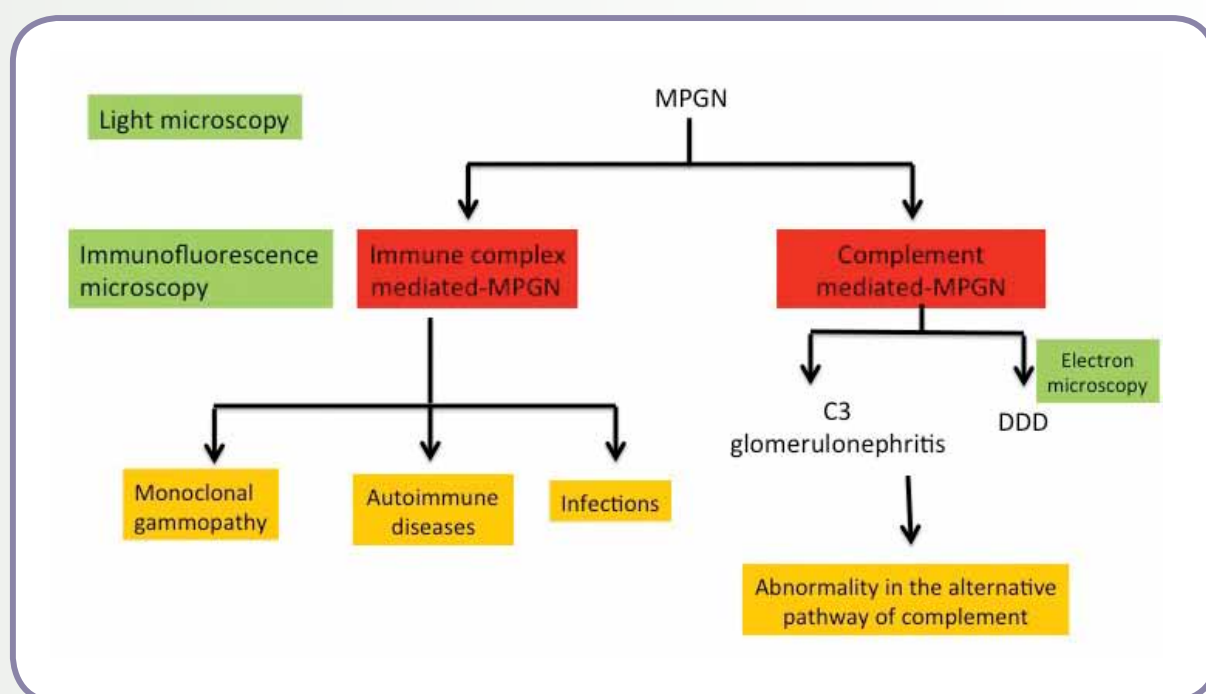 Light microscopy
MPGN
Immunofluorescence
microscopy
Immune complex
mediated-MPGN
Complement
mediated-MPGN
Electron
microscopy
C3
glomerulonephritis
DDD
Monoclonal
gammopathy
Autoimmune
diseases
Infections
Abnormality in the alternative
pathway of complement